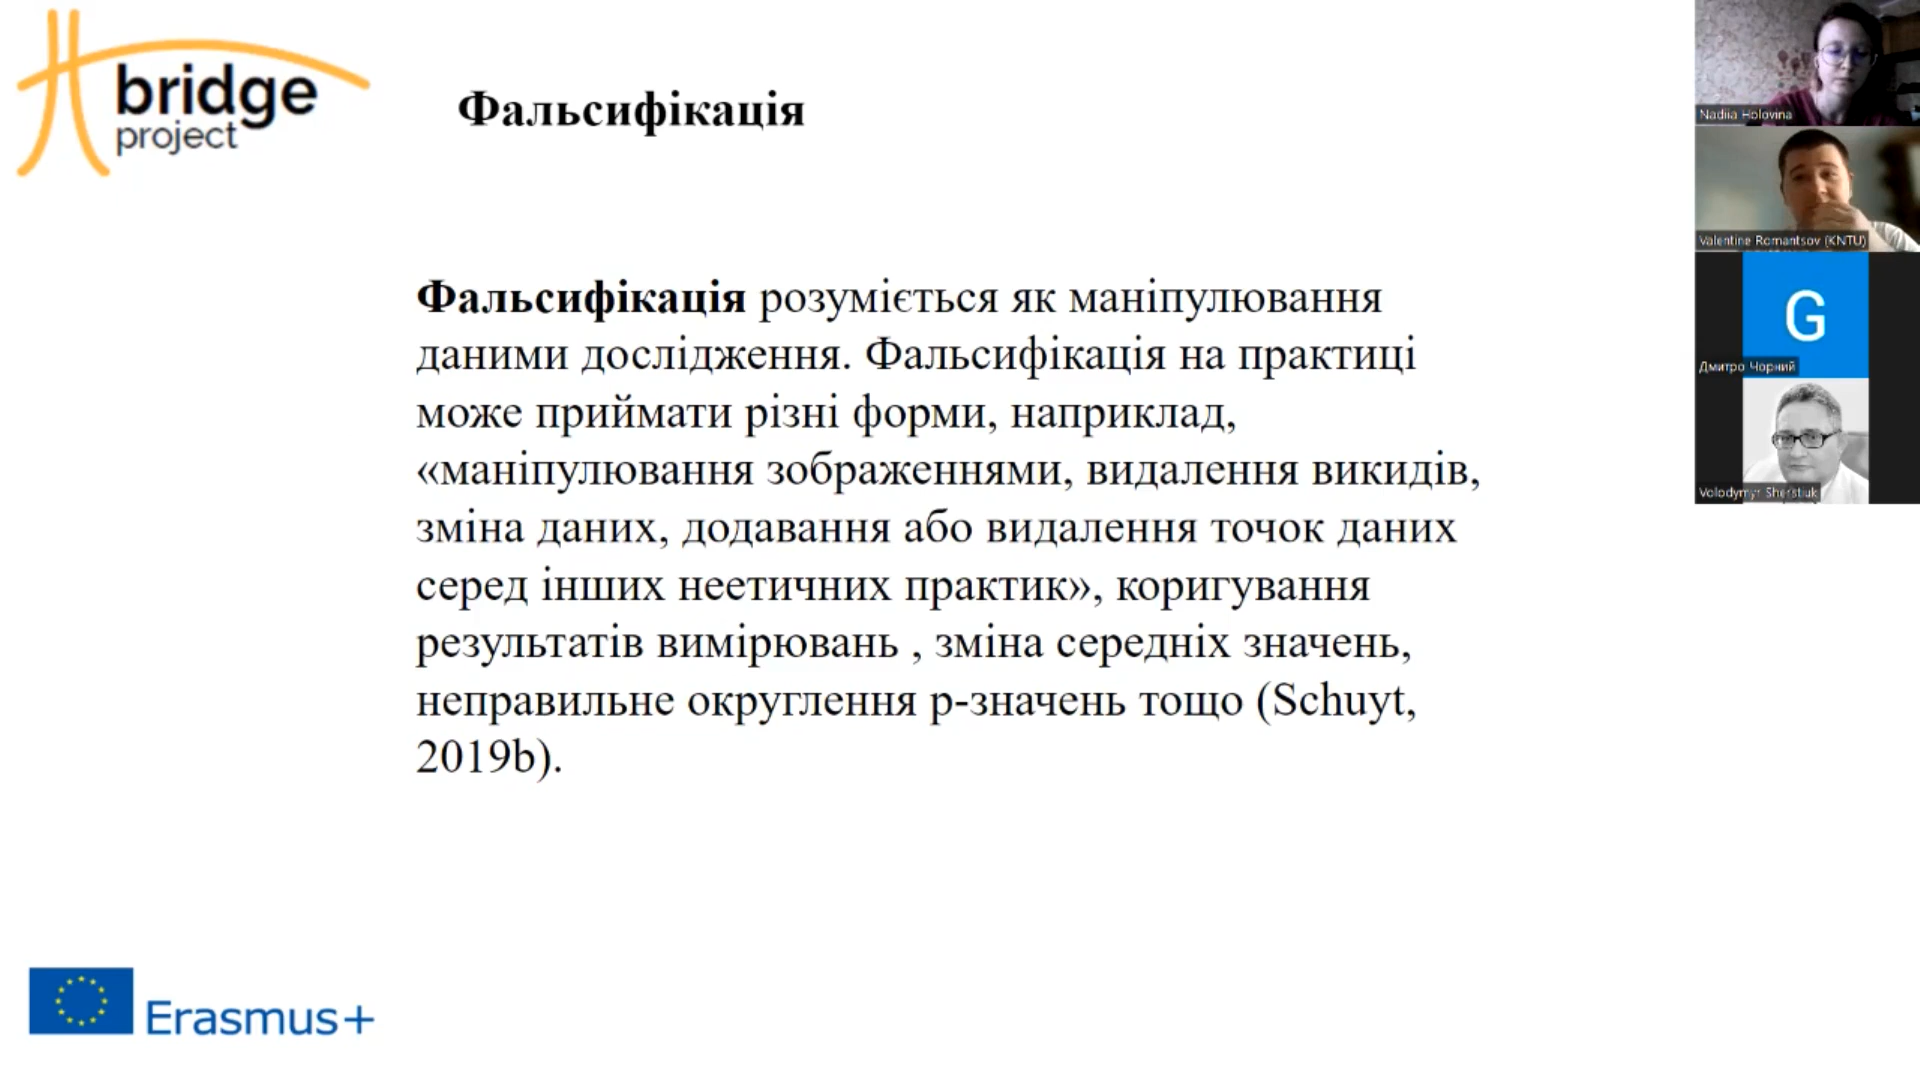 bridge
project
Фальсифікація
Фальсифікація розуміється як маніпулювання
даними дослідження. Фальсифікація на практиці
може приймати різні форми, наприклад,
«маніпулювання зображеннями, видалення викидів,
зміна даних, додавання або видалення точок даних
серед інших неетичних практик», коригування
результатів вимірювань , зміна середніх значень,
неправильне округлення р-значень тощо (Schuyt,
2019b).
Erasmus+
Nadiia Holovina
Valentine Romantsov (KNTU)
G
Дмитро Чорний
Volodymyr Sherstiuk